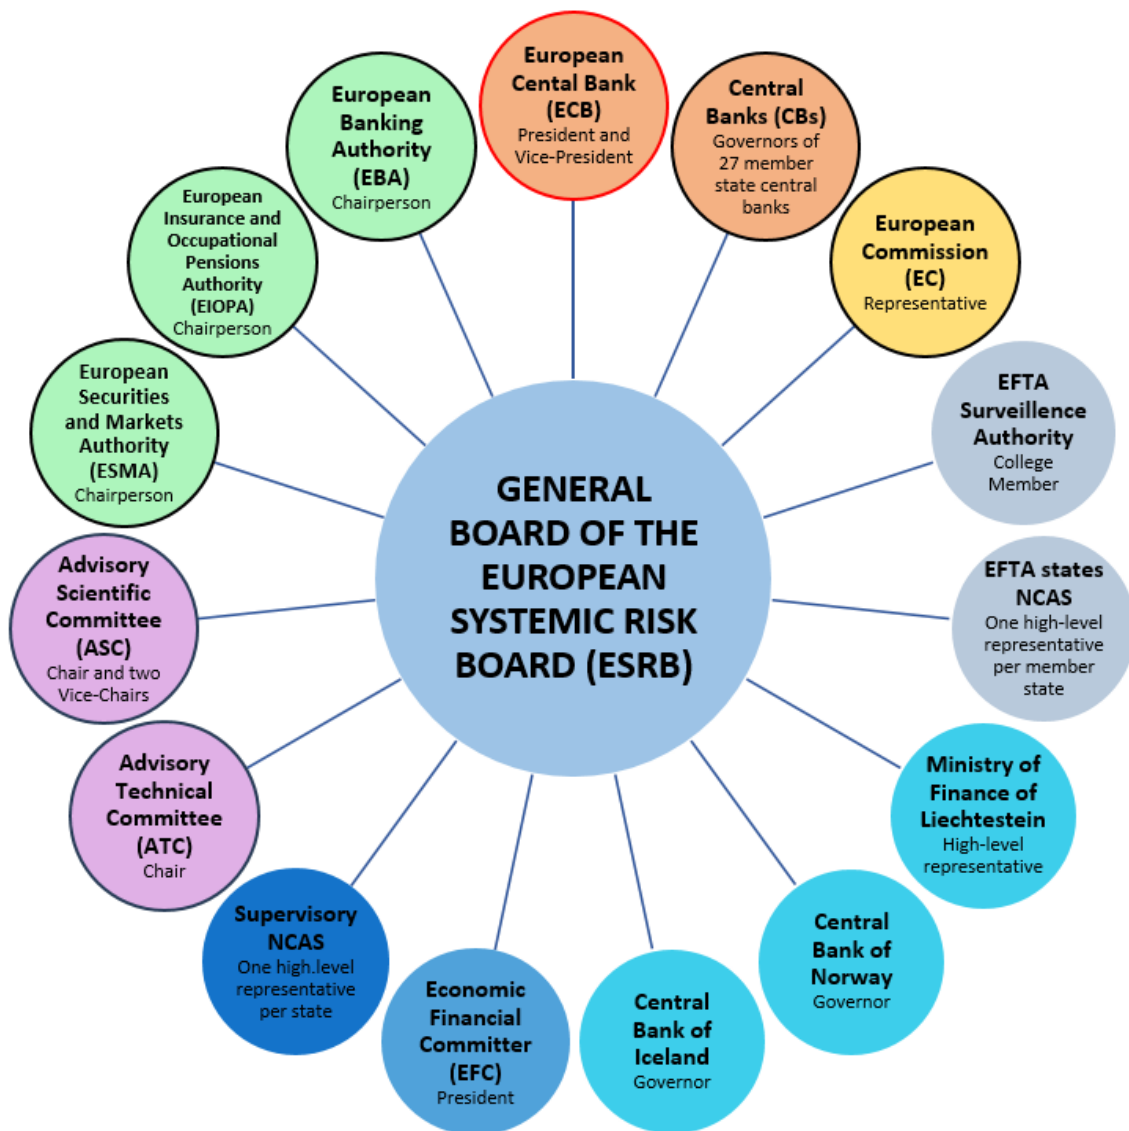 European
Cental Bank
(ECB)
President and
Vice-President
Central
Banks (CBs)
Governors of
27 member
state central
banks
European
Commission
(EC)
Representative
EFTA
Surveillence
Authority
College
Member
EFTA states
NCAS
One high-level
representative
per member
state
Ministry of
Finance of
Liechtestein
High-level
representative
Central
Bank of
Norway
Governor
Central
Bank of
Iceland
Governor
Economic
Financial
Committer
(EFC)
President
Supervisory
NCAS
One high.level
representative
per state
Advisory
Technical
Committee
(ATC)
Chair
Advisory
Scientific
Committee
(ASC)
Chair and two
Vice-Chairs
European
Securities
and Markets
Authority
(ESMA)
Chairperson
European
Insurance and
Occupational
Pensions
Authority
(EIOPA)
Chairperson
European
Banking
Authority
(EBA)
Chairperson
GENERAL
BOARD OF THE
EUROPEAN
SYSTEMIC RISK
BOARD (ESRB)